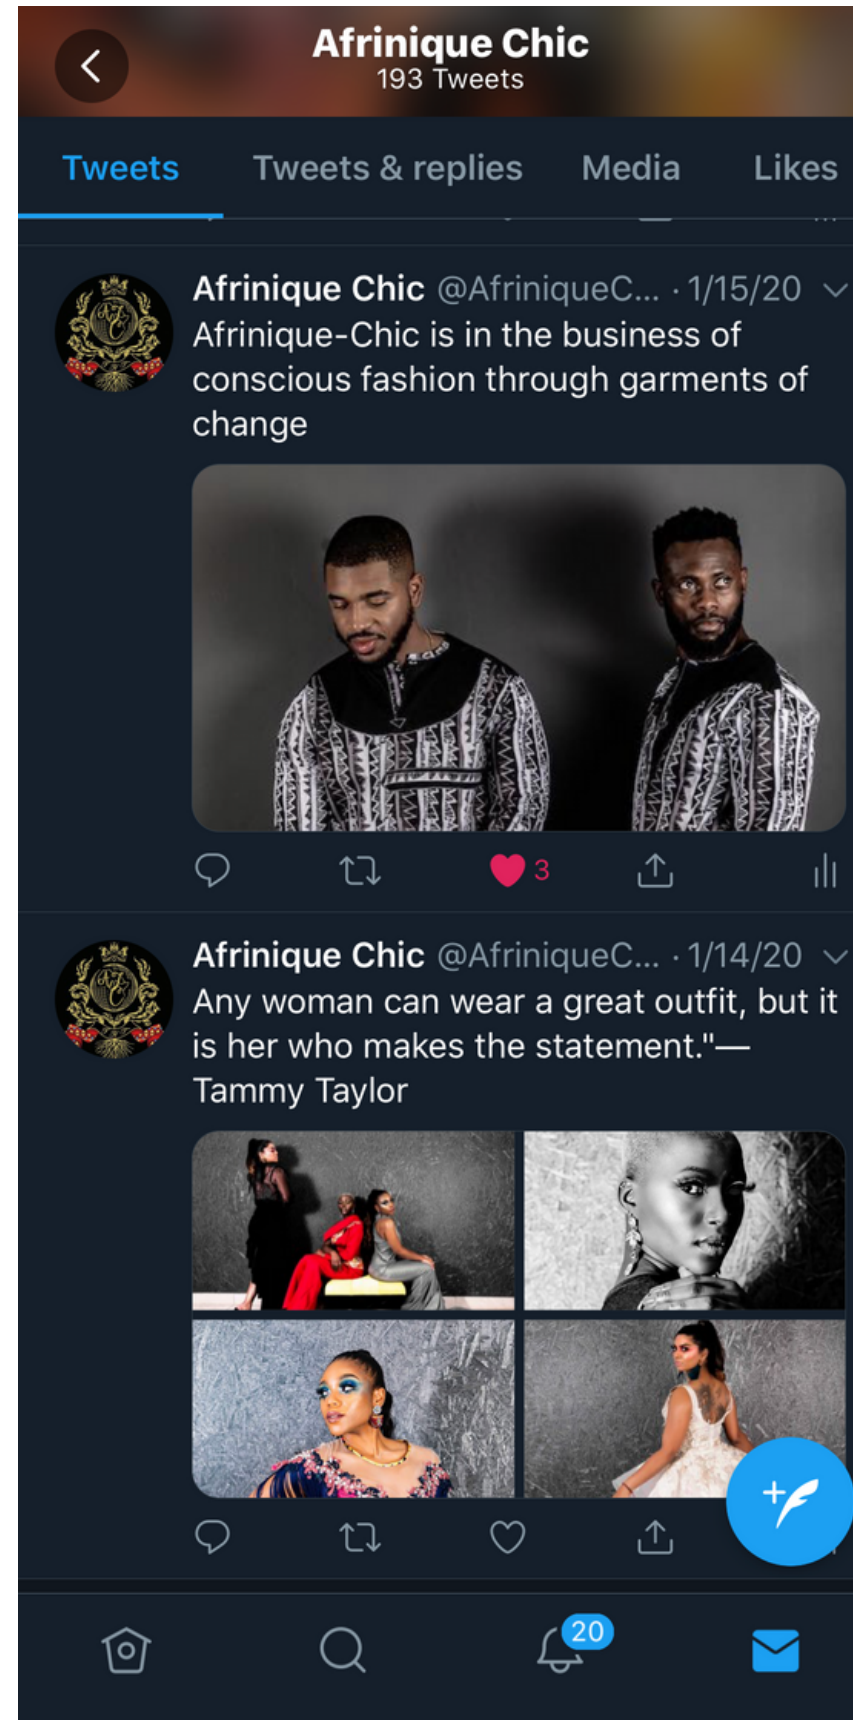 Afrinique Chic
193 Tweets
Tweets Tweets & replies Media Likes
Afrinique Chic @AfriniqueC... · 1/15/20
Afrinique-Chic is in the business of
conscious fashion through garments of
change
3
Afrinique Chic @AfriniqueC... · 1/14/20
Any woman can wear a great outfit, but it
is her who makes the statement."—
Tammy Taylor
20